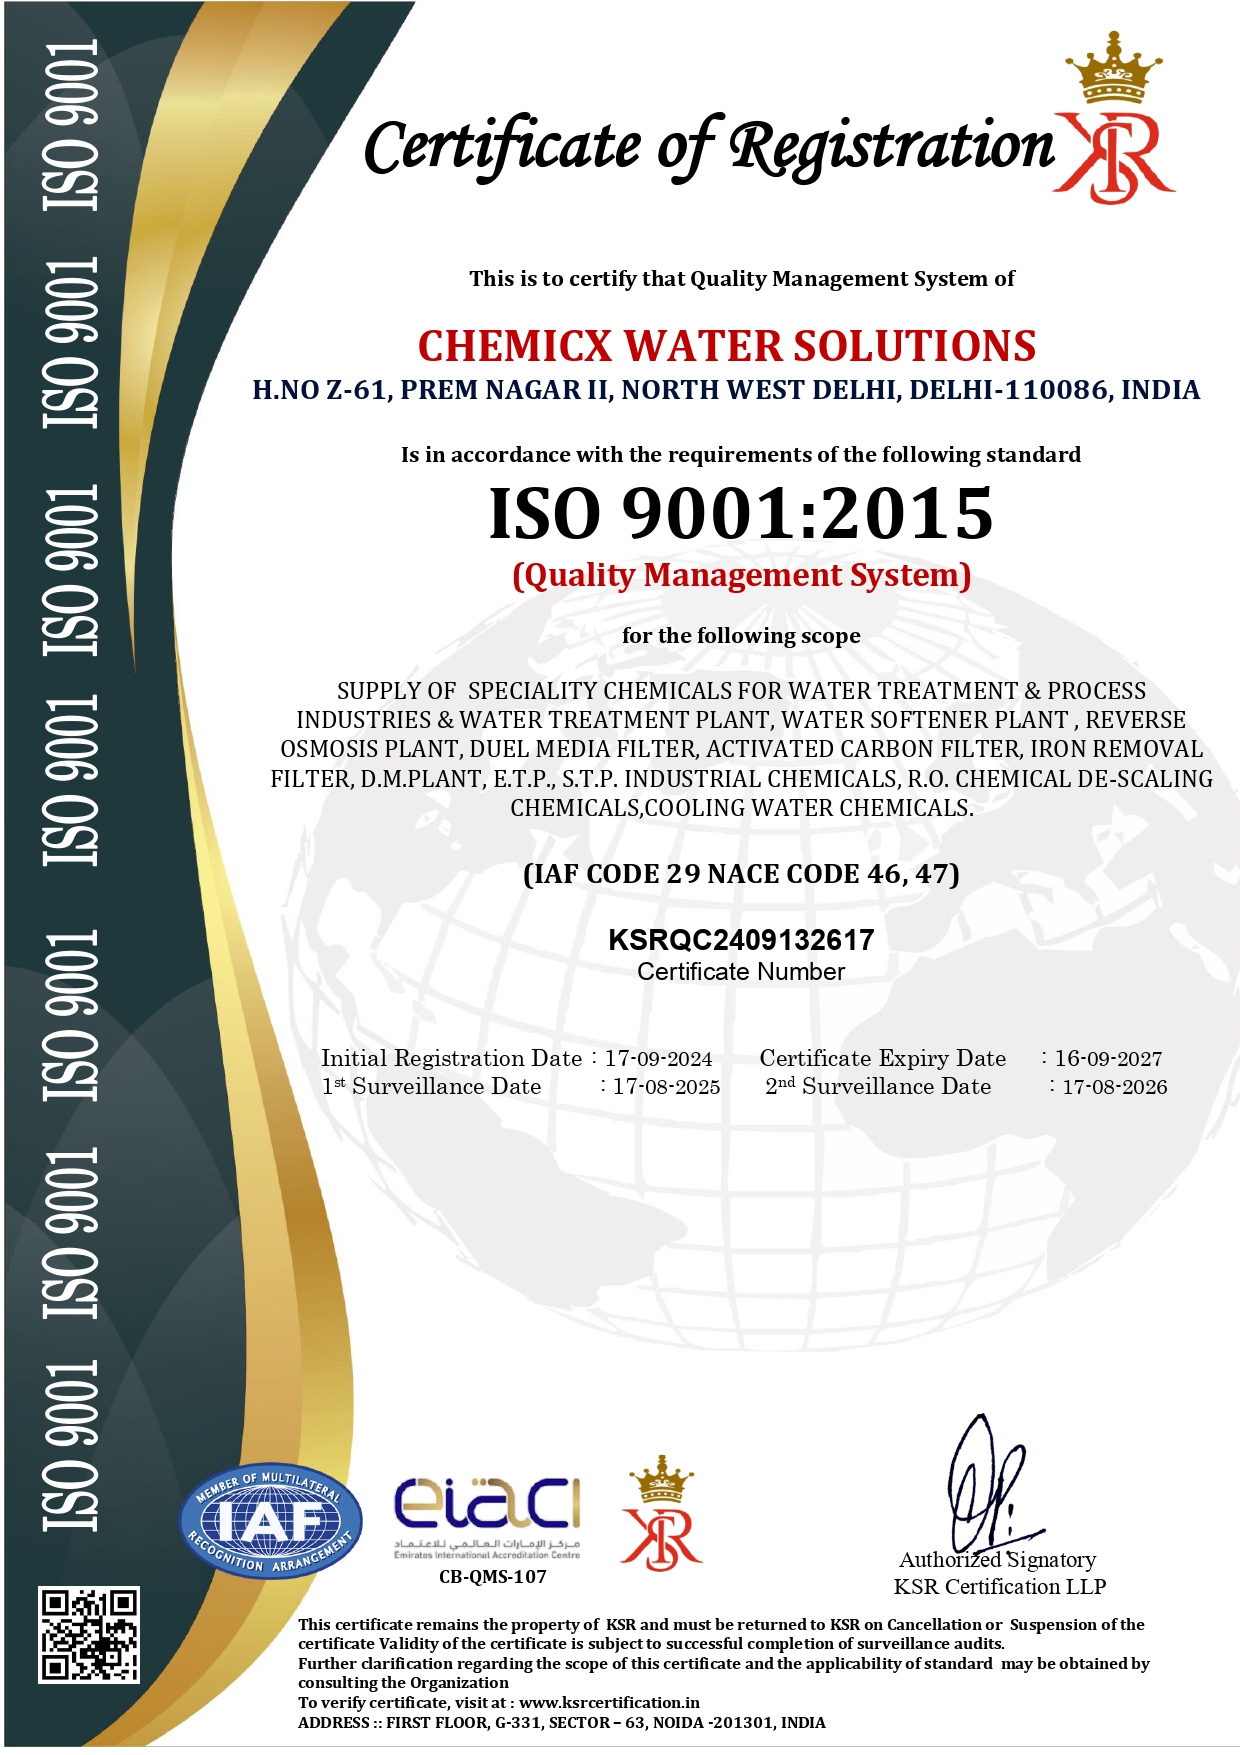 Certificate of Registration
KSR
This is to certify that Quality Management System of
CHEMICX WATER SOLUTIONS
H.NO Z-61, PREM NAGAR II, NORTH WEST DELHI, DELHI-110086, INDIA
Is in accordance with the requirements of the following standard
ISO 9001:2015
(Quality Management System)
for the following scope
SUPPLY OF  SPECIALITY CHEMICALS FOR WATER TREATMENT & PROCESS
INDUSTRIES & WATER TREATMENT PLANT, WATER SOFTENER PLANT , REVERSE
OSMOSIS PLANT, DUEL MEDIA FILTER, ACTIVATED CARBON FILTER, IRON REMOVAL
FILTER, D.M.PLANT, E.T.P., S.T.P. INDUSTRIAL CHEMICALS, R.O. CHEMICAL DE-SCALING
CHEMICALS,COOLING WATER CHEMICALS.
(IAF CODE 29 NACE CODE 46, 47)
KSRQC2409132617
Certificate Number
Initial Registration Date : 17-09-2024 Certificate Expiry Date : 16-09-2027
1st Surveillance Date : 17-08-2025 2nd Surveillance Date : 17-08-2026
ISO 9001
ISO 9001
ISO 9001
ISO 9001
ISO 9001
ISO 9001
ISO 9001
MEMBER OF MULTILATERAL
IAF
RECOGNITION ARRANGEMENT
eiaci
مركز الإمارات العالمي للاعتماد
Emirates International Accreditation Centre
CB-QMS-107
KSR
Authorized Signatory
KSR Certification LLP
This certificate remains the property of  KSR and must be returned to KSR on Cancellation or  Suspension of the
certificate Validity of the certificate is subject to successful completion of surveillance audits.
Further clarification regarding the scope of this certificate and the applicability of standard  may be obtained by
consulting the Organization
To verify certificate, visit at : www.ksrcertification.in
ADDRESS :: FIRST FLOOR, G-331, SECTOR – 63, NOIDA -201301, INDIA